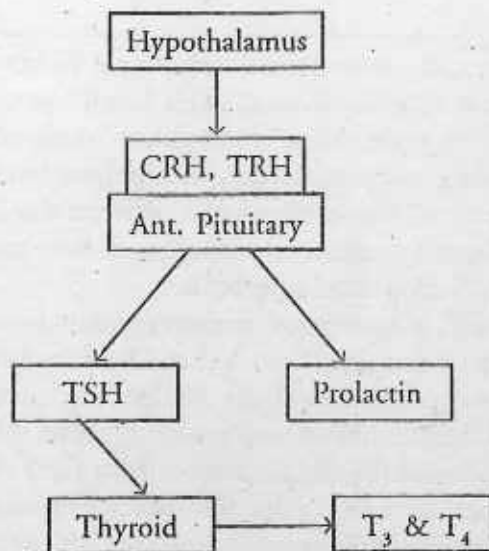 Hypothalamus
CRH, TRH
Ant. Pituitary
TSH
Prolactin
Thyroid
T₃ & T₄